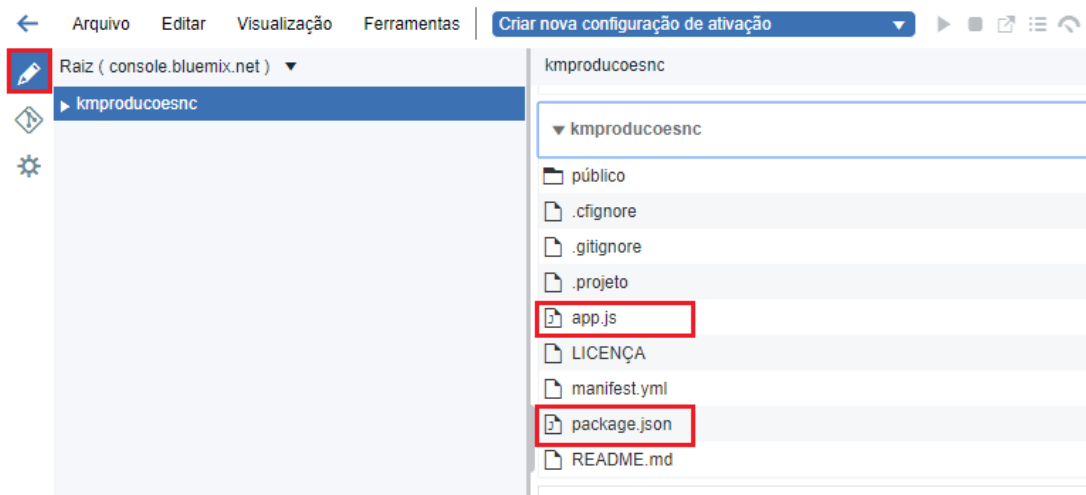 Arquivo Editar Visualização Ferramentas Criar nova configuração de ativação
Raiz ( console.bluemix.net )
kmproducoesnc
kmproducoesnc
kmproducoesnc
público
.cfignore
.gitignore
.projeto
app.js
LICENÇA
manifest.yml
package.json
README.md